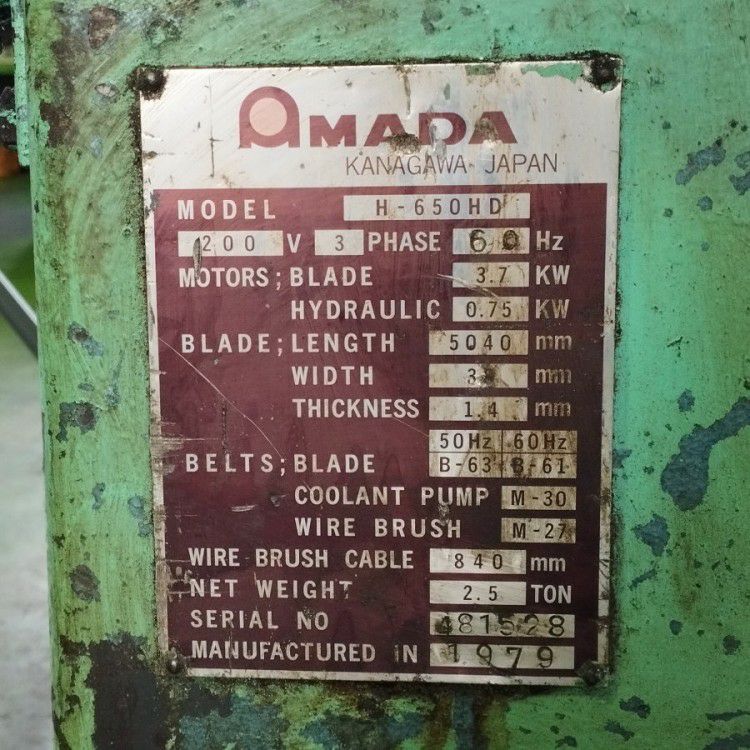 AMADA
KANAGAWA JAPAN
MODEL H-650HD
200 V 3 PHASE 60 Hz
MOTORS; BLADE 3.7 KW
HYDRAULIC 0.75 KW
BLADE; LENGTH 5040 mm
WIDTH mm
THICKNESS 1.4 mm
50Hz 60Hz
BELTS; BLADE B-63 B-61
COOLANT PUMP M-30
WIRE BRUSH M-27
WIRE BRUSH CABLE 840 mm
NET WEIGHT 2.5 TON
SERIAL NO 481528
MANUFACTURED IN 1979